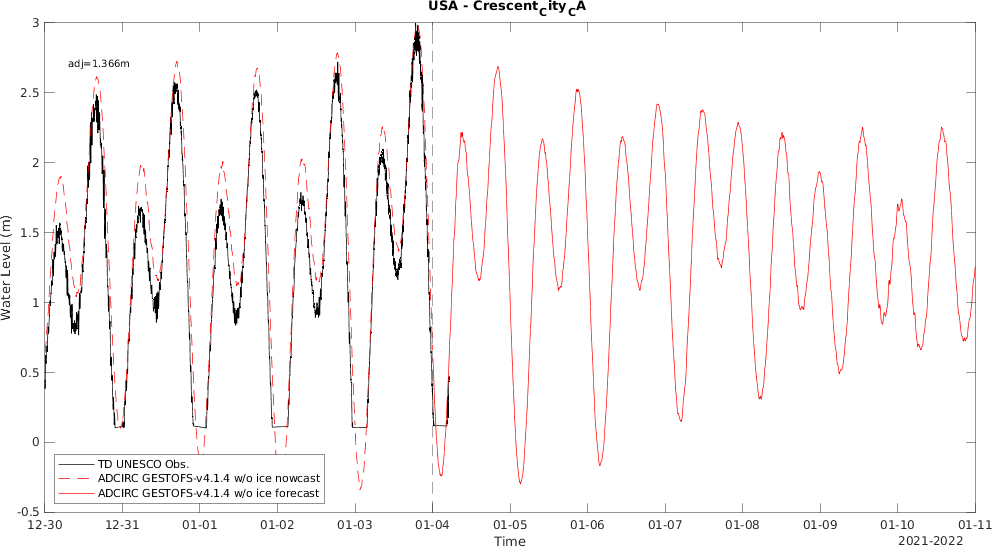 USA - Crescent_City_CA
adj=1.366m
Water Level (m)
3
2.5
2
1.5
1
0.5
0
-0.5
TD UNESCO Obs.
ADCIRC GESTOFS-v4.1.4 w/o ice nowcast
ADCIRC GESTOFS-v4.1.4 w/o ice forecast
12-30 12-31 01-01 01-02 01-03 01-04 01-05 01-06 01-07 01-08 01-09 01-10 01-11
Time
2021-2022